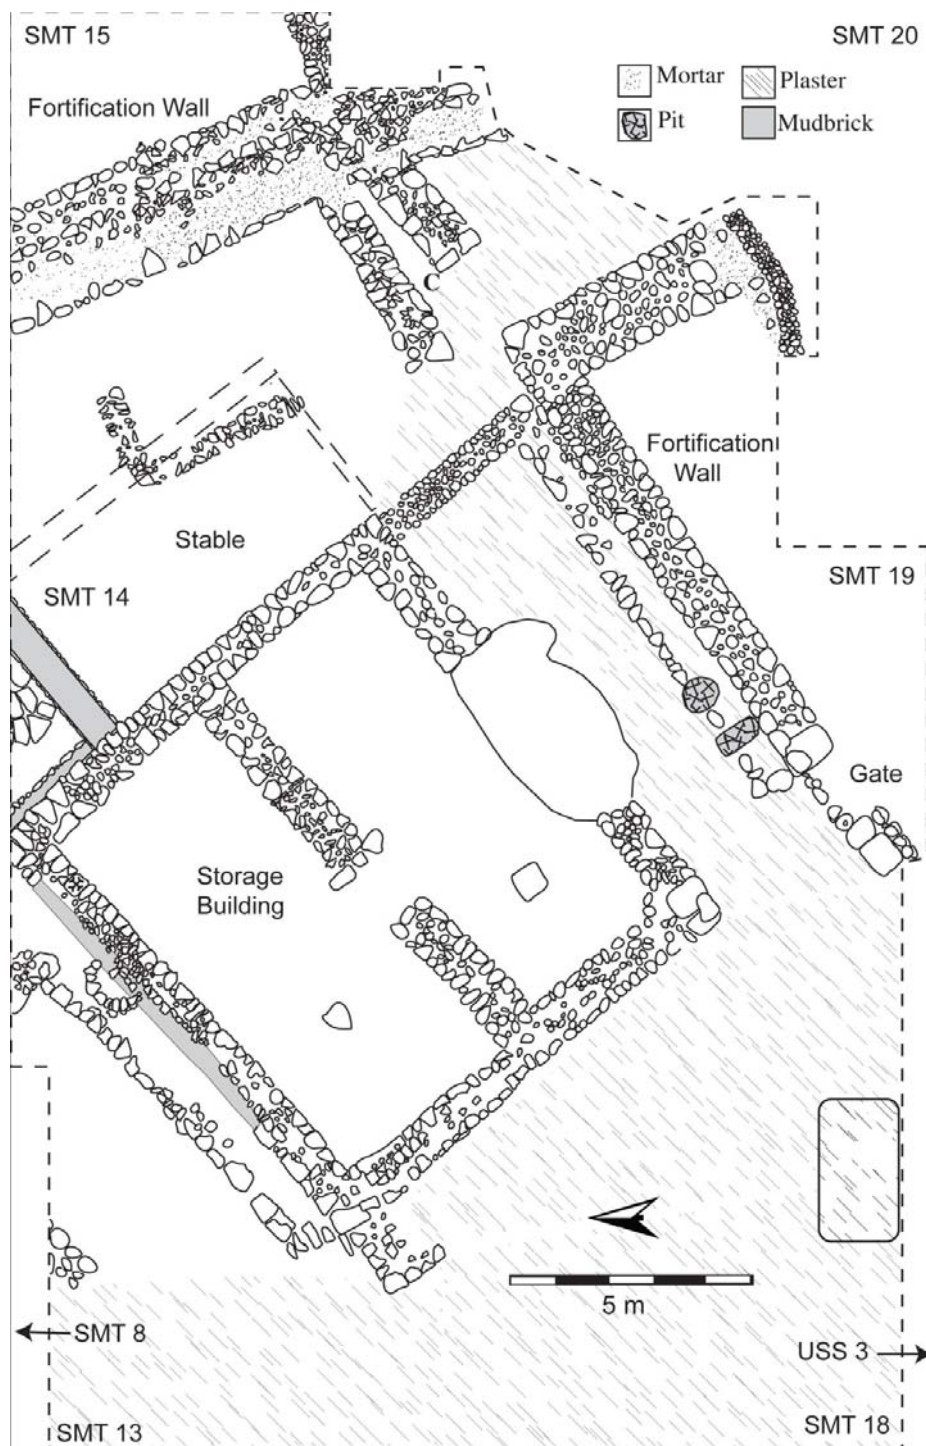 SMT 15
SMT 20
Mortar
Plaster
Fortification Wall
Pit
Mudbrick
C
Fortification
Wall
Stable
SMT 14
SMT 19
Gate
Storage
Building
5 m
SMT 8
USS 3
SMT 13
SMT 18